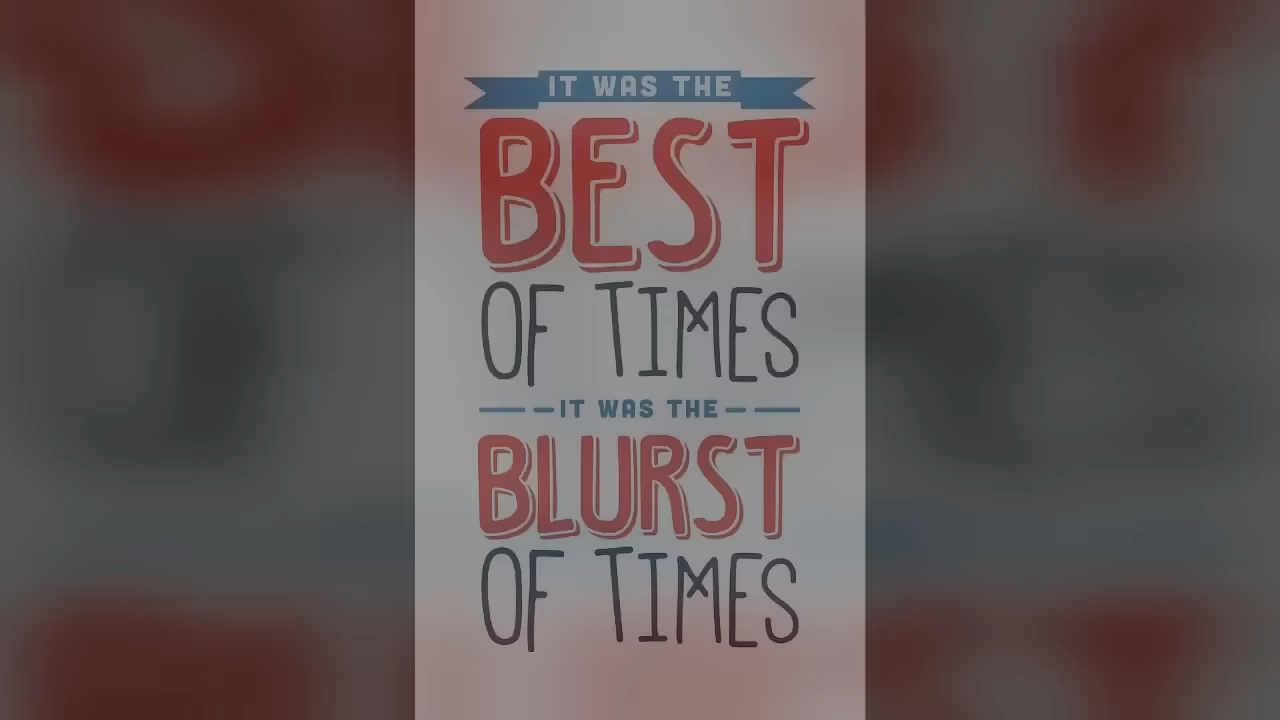 IT WAS THE
BEST
OF TIMES
IT WAS THE
BLURST
OF TIMES